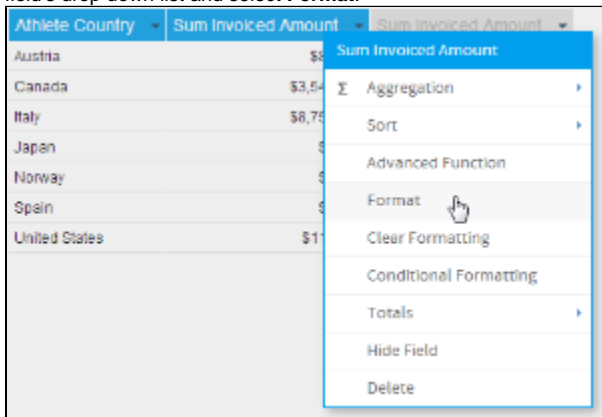 field's drop down list and select Format.
Athlete Country Sum Invoiced Amount Sum Invoiced Amount
Sum Invoiced Amount
Austria $8
Canada $3,54
Italy $8,75
Japan $
Norway $
Spain $
United States $11
Σ Aggregation
Sort
Advanced Function
Format
Clear Formatting
Conditional Formatting
Totals
Hide Field
Delete